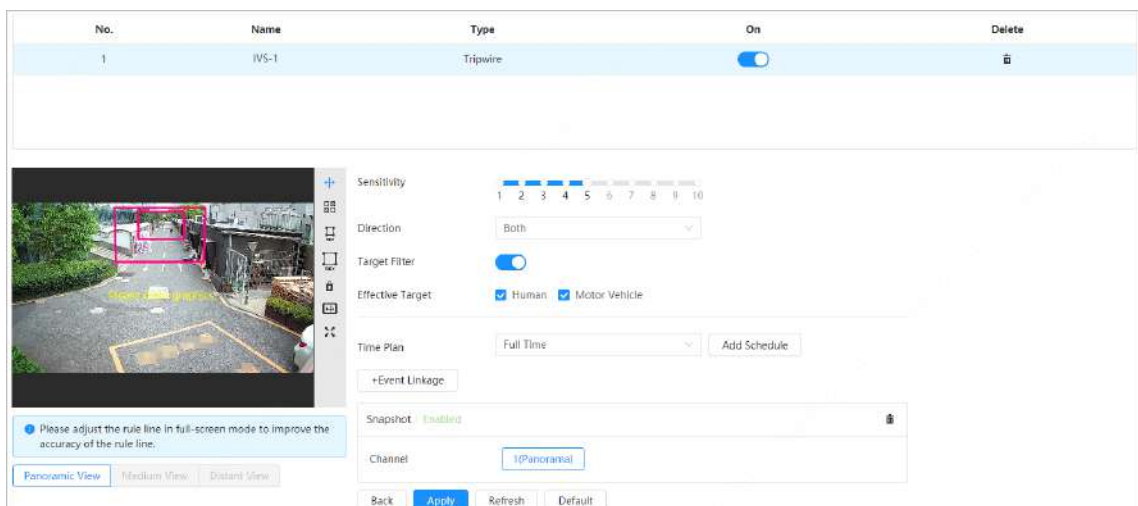 No. Name Type On Delete
1 IVS-1 Tripwire
Sensitivity
1 2 3 4 5 6 7 8 9 10
Direction Both
Target Filter
Effective Target Human Motor Vehicle
Time Plan Full Time Add Schedule
+Event Linkage
Snapshot Enabled
Channel 1(Panorama)
Please adjust the rule line in full-screen mode to improve the
accuracy of the rule line.
Panoramic View Medium View Distant View
Back Apply Refresh Default